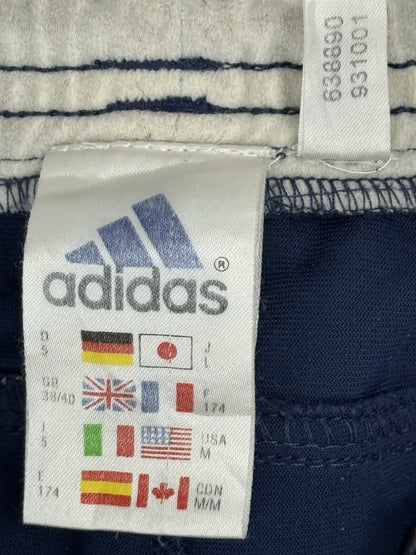 638890
931001
adidas®
D
5
J
L
GB
38/40
F
174
I
5
USA
M
E
174
CDN
M/M